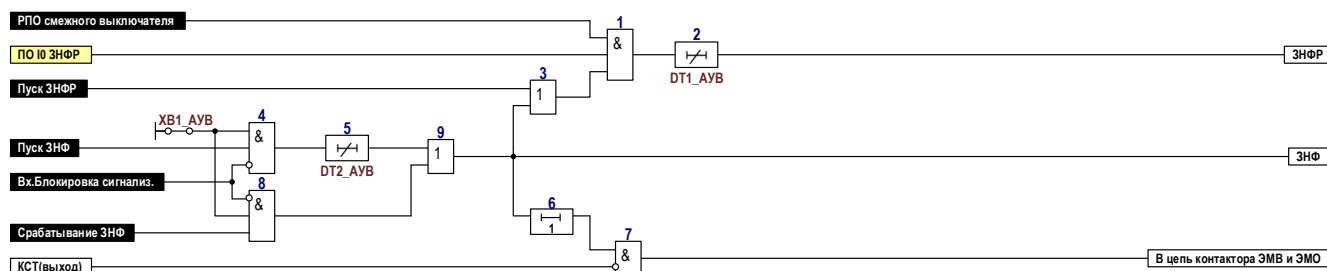 РПО смежного выключателя
1
&
2
ПО I0 ЗНФР
DT1_АУВ
ЗНФР
3
Пуск ЗНФР
1
XB1_АУВ
4
&
5
9
Пуск ЗНФ
DT2_АУВ
1
ЗНФ
Вх.Блокировка сигнализ.
8
&
6
1
Срабатывание ЗНФ
7
&
КСТ(выход)
В цепь контактора ЭМВ и ЭМО